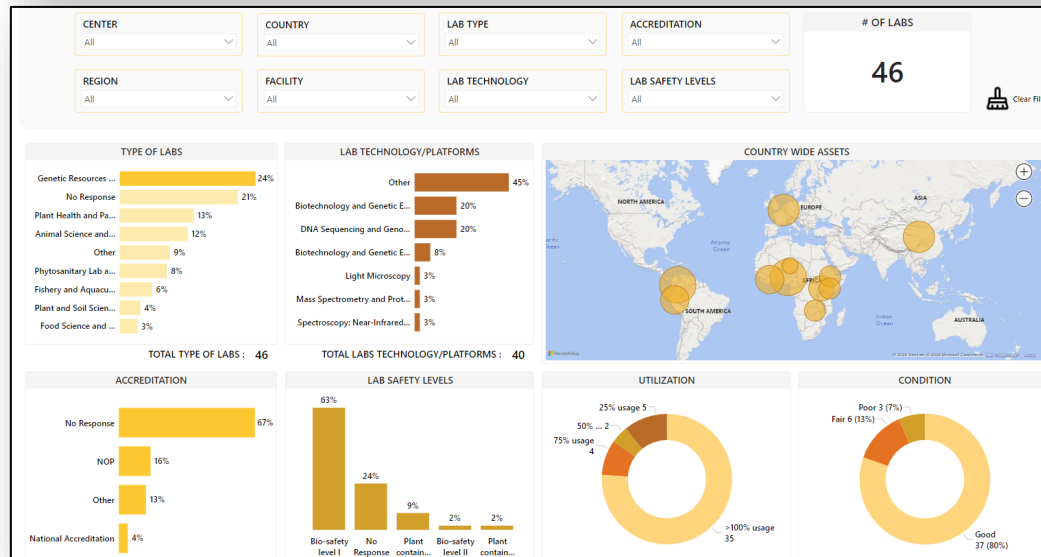 CENTER
All
COUNTRY
All
LAB TYPE
All
ACCREDITATION
All
# OF LABS
46
REGION
All
FACILITY
All
LAB TECHNOLOGY
All
LAB SAFETY LEVELS
All
Clear Fil
TYPE OF LABS
Genetic Resources ... 24%
No Response 21%
Plant Health and Pa... 13%
Animal Science and... 12%
Other 9%
Phytosanitary Lab a... 8%
Fishery and Aquacu... 6%
Plant and Soil Scien... 4%
Food Science and ... 3%
TOTAL TYPE OF LABS : 46
LAB TECHNOLOGY/PLATFORMS
Other 45%
Biotechnology and Genetic E... 20%
DNA Sequencing and Geno... 20%
Biotechnology and Genetic E... 8%
Light Microscopy 3%
Mass Spectrometry and Prot... 3%
Spectroscopy: Near-Infrared... 3%
TOTAL LABS TECHNOLOGY/PLATFORMS : 40
COUNTRY WIDE ASSETS
NORTH AMERICA
EUROPE
ASIA
Atlantic
Ocean
AFRICA
SOUTH AMERICA
Indian
Ocean
AUSTRALIA
Microsoft Bing
ACCREDITATION
No Response 67%
NOP 16%
Other 13%
National Accreditation 4%
LAB SAFETY LEVELS
63%
24%
9%
2%
2%
Bio-safety
level I
No
Response
Plant
contain...
Bio-safety
level II
Plant
contain...
UTILIZATION
25% usage 5
50% ... 2
75% usage
4
>100% usage
35
CONDITION
Poor 3 (7%)
Fair 6 (13%)
Good
37 (80%)